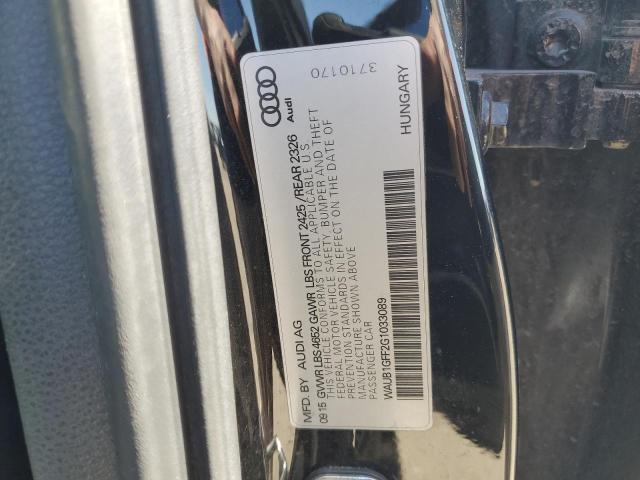 MFD. BY AUDI AG
09.15 GVWR LBS 4652 GAWR LBS FRONT 2425 / REAR 2326
THIS VEHICLE CONFORMS TO ALL APPLICABLE U.S.
FEDERAL MOTOR VEHICLE SAFETY, BUMPER AND THEFT
PREVENTION STANDARDS IN EFFECT ON THE DATE OF
MANUFACTURE SHOWN ABOVE
PASSENGER CAR
WAUB1GFF2G1033089
HUNGARY
Audi
3710170